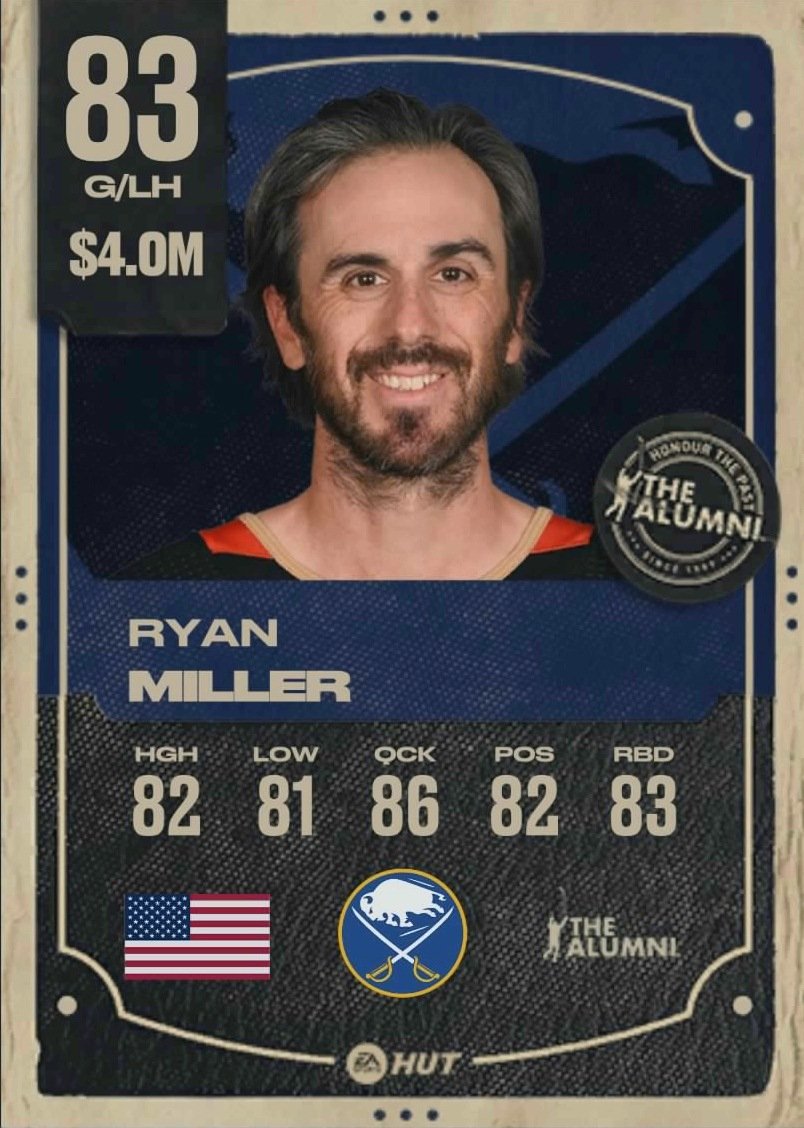 83
G/LH
$4.0M
HONOUR THE PAST
THE
ALUMNI
RYAN
MILLER
HGH LOW QCK POS RBD
82 81 86 82 83
THE
ALUMNI
EA HUT